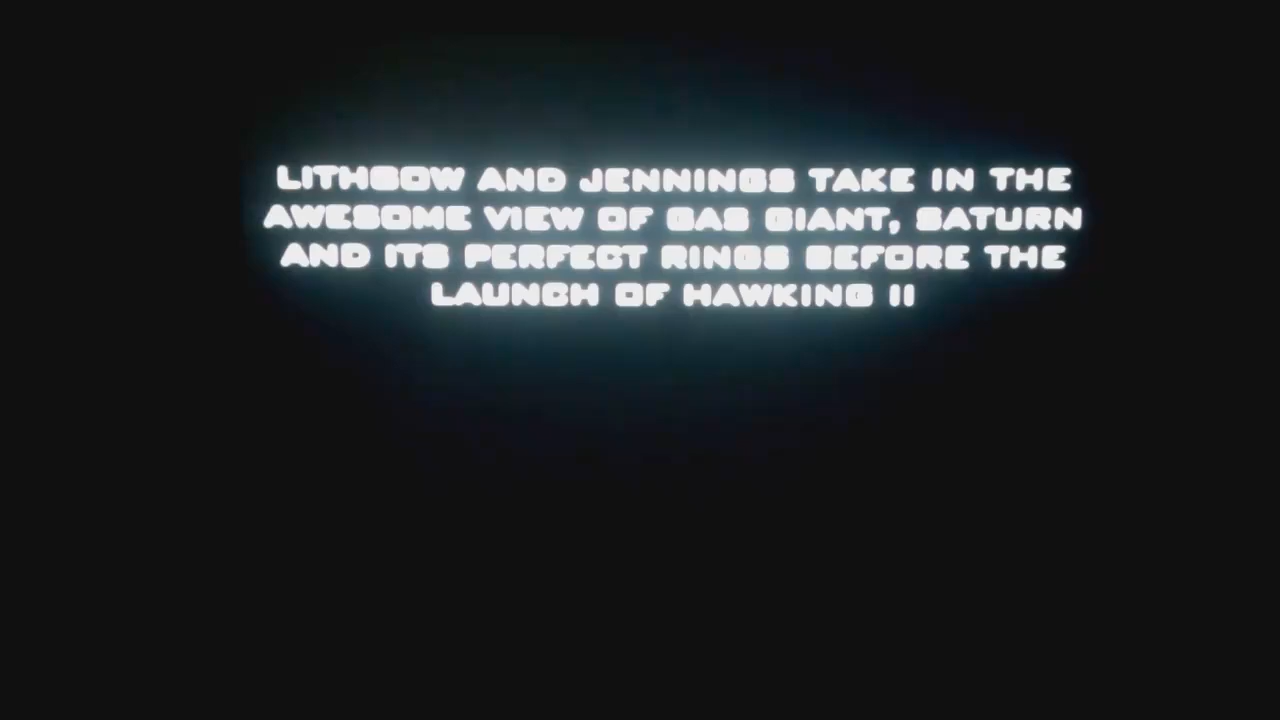 LITHGOW AND JENNINGS TAKE IN THE
AWESOME VIEW OF GAS GIANT, SATURN
AND ITS PERFECT RINGS BEFORE THE
LAUNCH OF HAWKING II